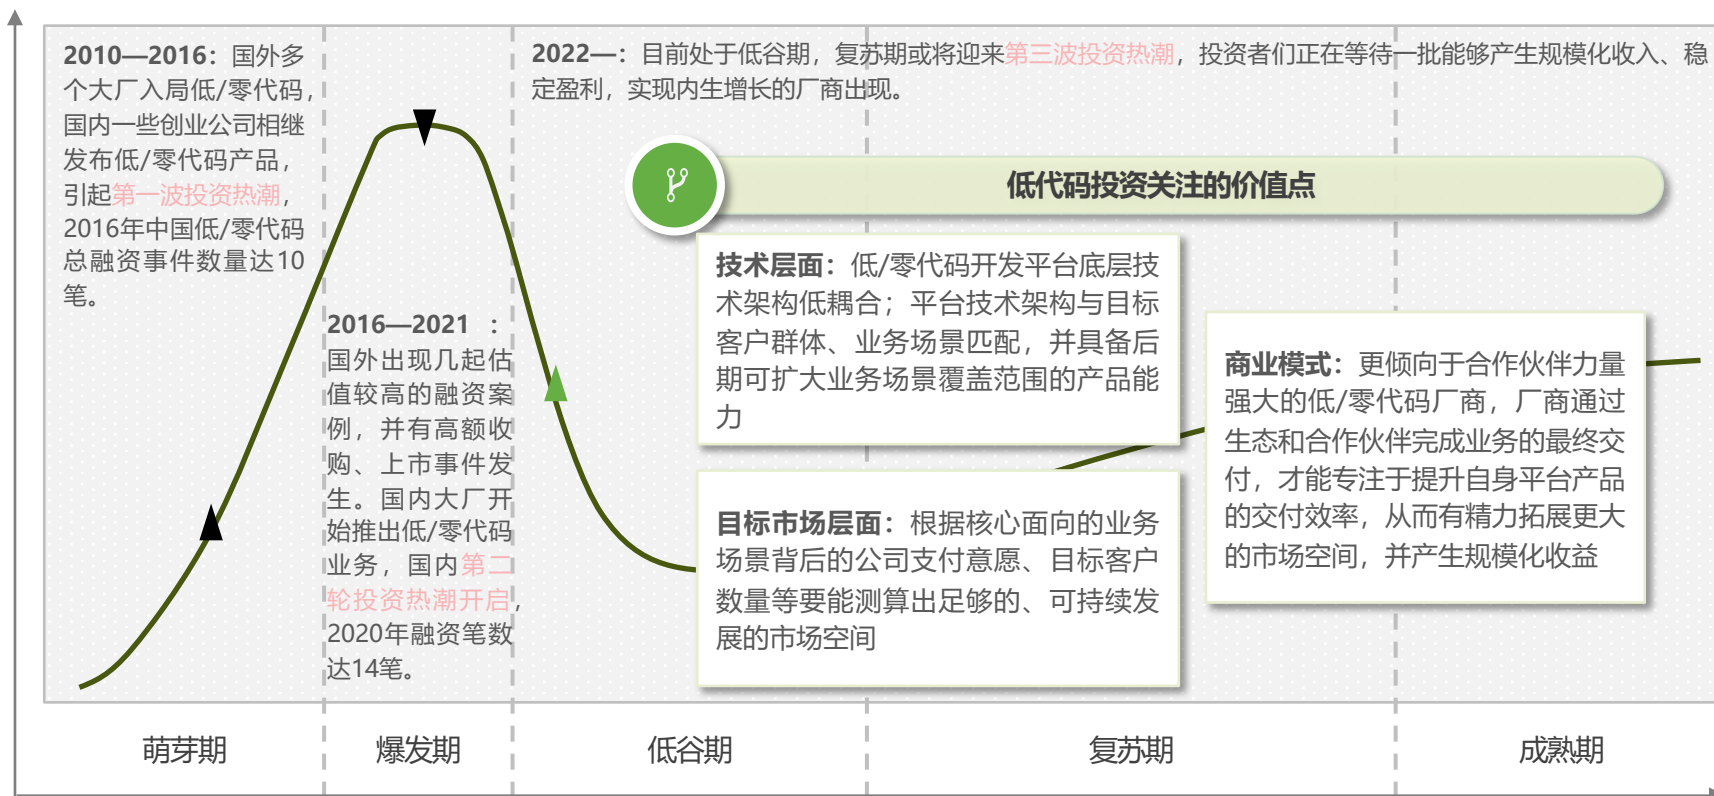 2010—2016：国外多
个大厂入局低/零代码，
国内一些创业公司相继
发布低/零代码产品，
引起第一波投资热潮，
2016年中国低/零代码
总融资事件数量达10
笔。
2016—2021：
国外出现几起估
值较高的融资案
例，并有高额收
购、上市事件发
生。国内大厂开
始推出低/零代码
业务，国内第二
轮投资热潮开启，
2020年融资笔数
达14笔。
2022—：目前处于低谷期，复苏期或将迎来第三波投资热潮，投资者们正在等待一批能够产生规模化收入、稳
定盈利，实现内生增长的厂商出现。
低代码投资关注的价值点
技术层面：低/零代码开发平台底层技
术架构低耦合；平台技术架构与目标
客户群体、业务场景匹配，并具备后
期可扩大业务场景覆盖范围的产品能
力
目标市场层面：根据核心面向的业务
场景背后的公司支付意愿、目标客户
数量等要能测算出足够的、可持续发
展的市场空间
商业模式：更倾向于合作伙伴力量
强大的低/零代码厂商，厂商通过
生态和合作伙伴完成业务的最终交
付，才能专注于提升自身平台产品
的交付效率，从而有精力拓展更大
的市场空间，并产生规模化收益
萌芽期
爆发期
低谷期
复苏期
成熟期